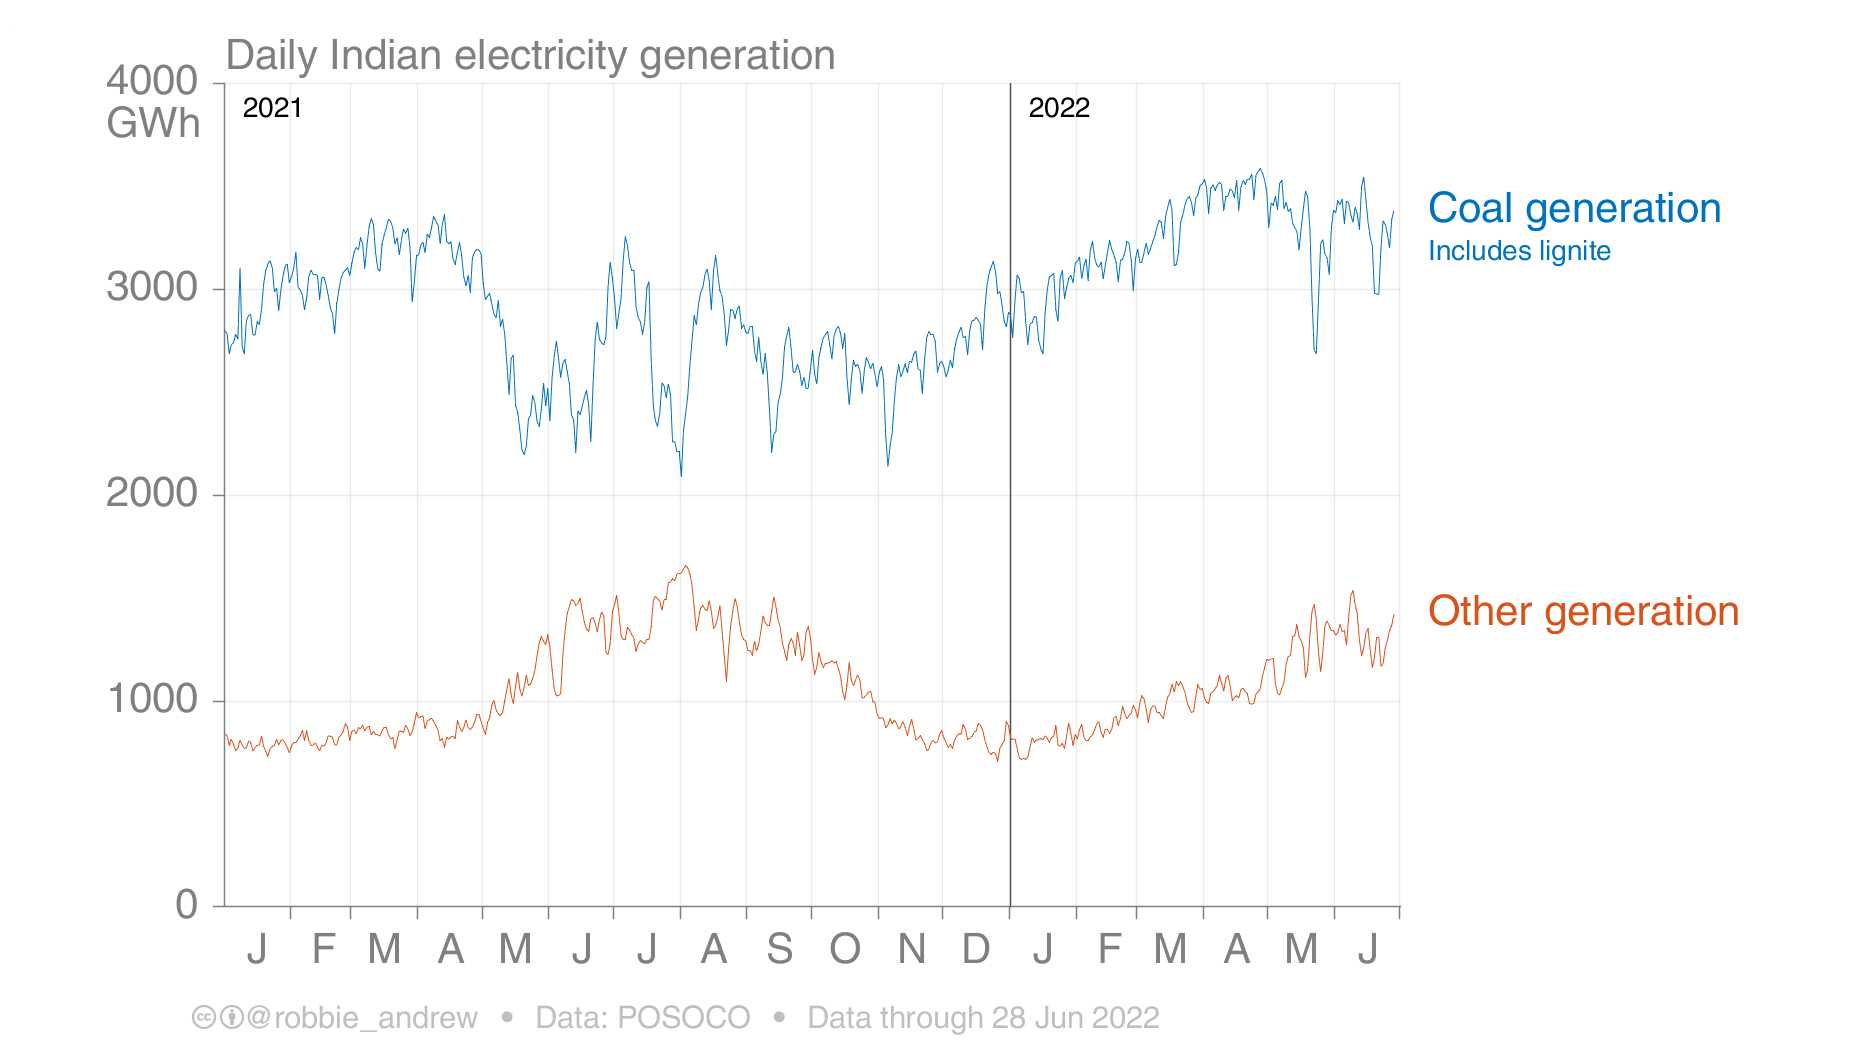 Daily Indian electricity generation
4000
GWh
2021
2022
3000
2000
1000
0
Coal generation
Includes lignite
Other generation
J F M A M J J A S O N D J F M A M J
@robbie_andrew • Data: POSOCO • Data through 28 Jun 2022